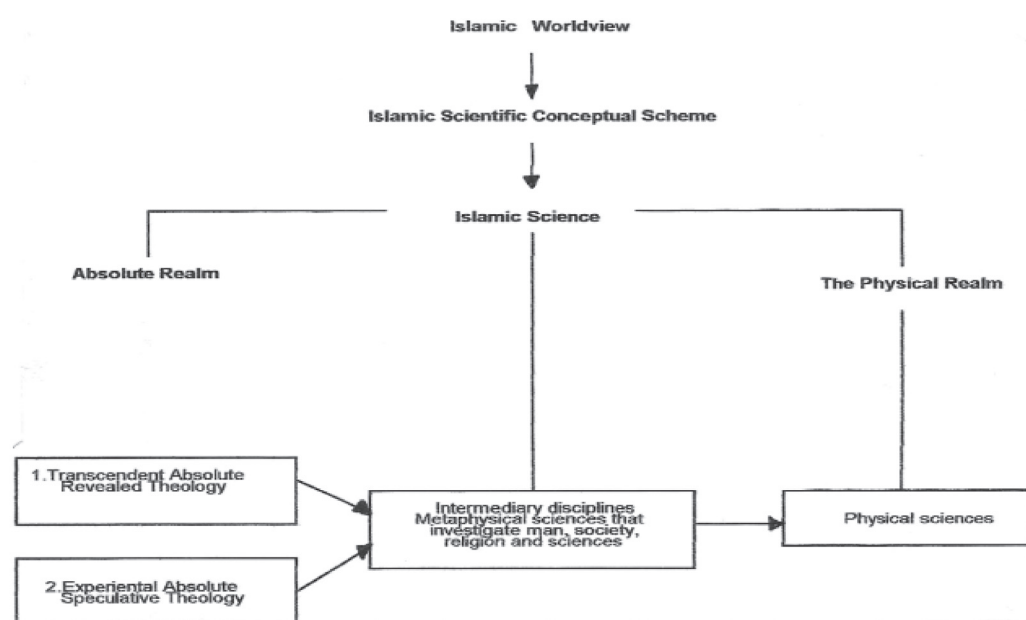 Islamic Worldview
Islamic Scientific Conceptual Scheme
Islamic Science
Absolute Realm
The Physical Realm
1.Transcendent Absolute
Revealed Theology
Intermediary disciplines
Metaphysical sciences that
investigate man, society,
religion and sciences
Physical sciences
2.Experiental Absolute
Speculative Theology